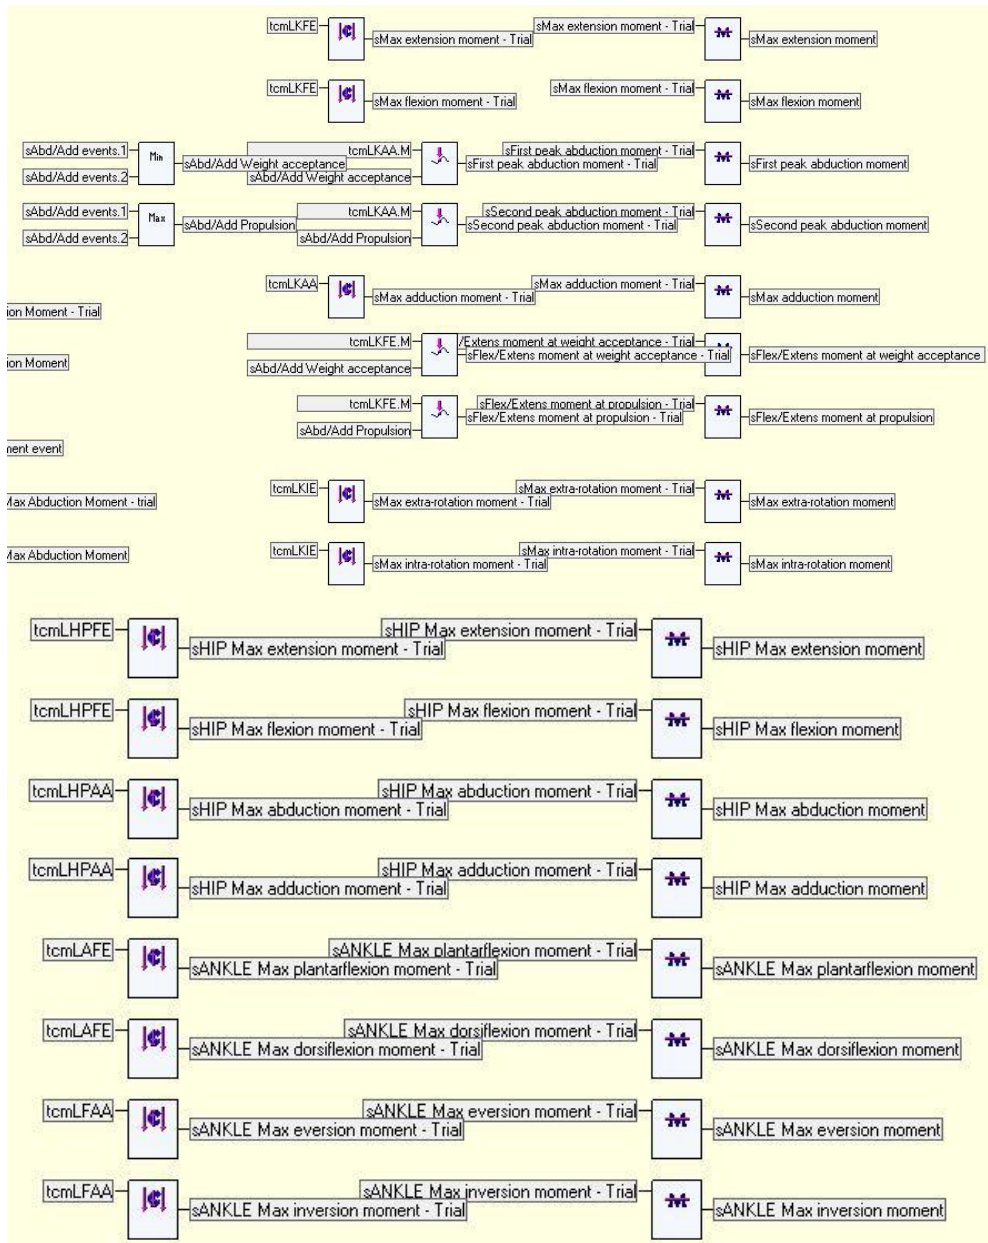 tcmLKFE sMax extension moment - Trial sMax extension moment - Trial sMax extension moment
tcmLKFE sMax flexion moment - Trial sMax flexion moment - Trial sMax flexion moment
sAbd/Add events.1 Min tcmLKAA.M sFirst peak abduction moment - Trial
sAbd/Add Weight acceptance sFirst peak abduction moment - Trial sFirst peak abduction moment
sAbd/Add events.2 sAbd/Add Weight acceptance
sAbd/Add events.1 Max tcmLKAA.M sSecond peak abduction moment - Trial
sAbd/Add Propulsion sSecond peak abduction moment - Trial sSecond peak abduction moment
sAbd/Add events.2 sAbd/Add Propulsion
tcmLKAA sMax adduction moment - Trial
sMax adduction moment - Trial sMax adduction moment
ion Moment - Trial
tcmLKFE.M /Extens moment at weight acceptance - Trial
sFlex/Extens moment at weight acceptance - Trial sFlex/Extens moment at weight acceptance
ion Moment sAbd/Add Weight acceptance
tcmLKFE.M sFlex/Extens moment at propulsion - Trial
sFlex/Extens moment at propulsion - Trial sFlex/Extens moment at propulsion
sAbd/Add Propulsion
ment event
tcmLKIE sMax extra-rotation moment - Trial
Max Abduction Moment - trial sMax extra-rotation moment - Trial sMax extra-rotation moment
tcmLKIE sMax intra-rotation moment - Trial
Max Abduction Moment sMax intra-rotation moment - Trial sMax intra-rotation moment
tcmLHPFE sHIP Max extension moment - Trial
sHIP Max extension moment - Trial sHIP Max extension moment
tcmLHPFE sHIP Max flexion moment - Trial
sHIP Max flexion moment - Trial sHIP Max flexion moment
tcmLHPAA sHIP Max abduction moment - Trial
sHIP Max abduction moment - Trial sHIP Max abduction moment
tcmLHPAA sHIP Max adduction moment - Trial
sHIP Max adduction moment - Trial sHIP Max adduction moment
tcmLAFE sANKLE Max plantarflexion moment - Trial
sANKLE Max plantarflexion moment - Trial sANKLE Max plantarflexion moment
tcmLAFE sANKLE Max dorsiflexion moment - Trial
sANKLE Max dorsiflexion moment - Trial sANKLE Max dorsiflexion moment
tcmLFAA sANKLE Max eversion moment - Trial
sANKLE Max eversion moment - Trial sANKLE Max eversion moment
tcmLFAA sANKLE Max inversion moment - Trial
sANKLE Max inversion moment - Trial sANKLE Max inversion moment